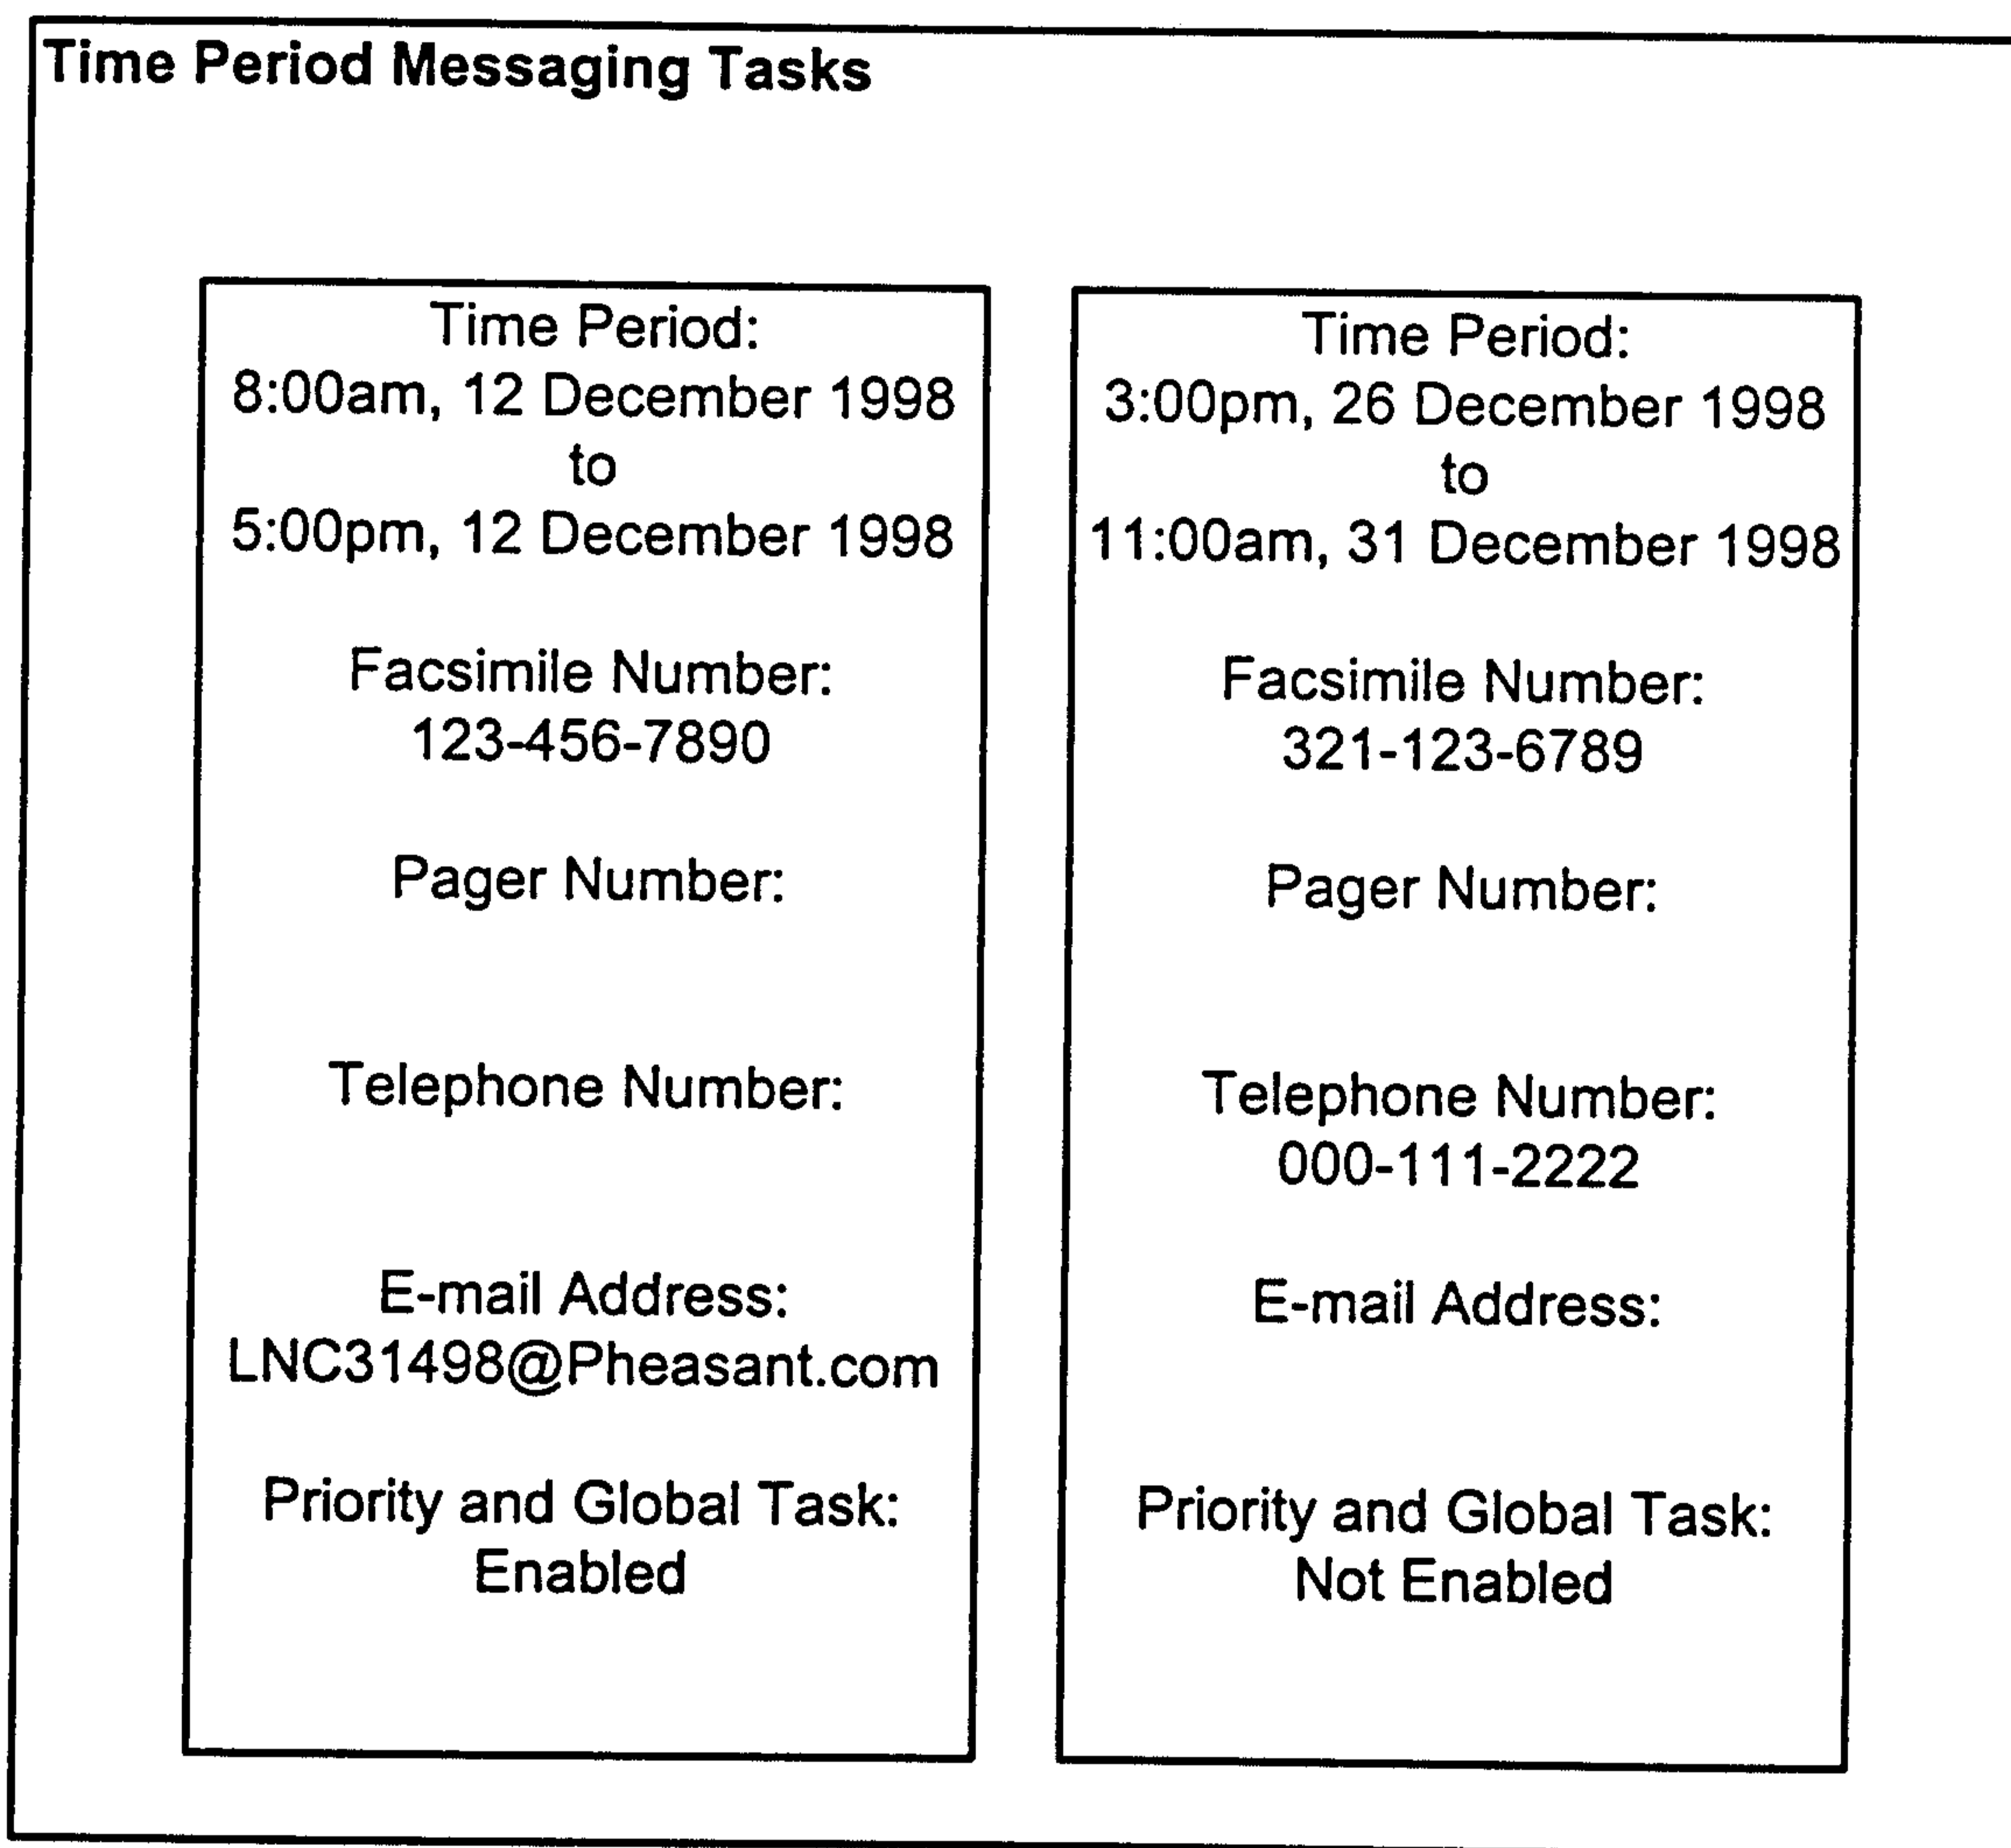 Time Period Messaging Tasks
Time Period:
8:00am, 12 December 1998
to
5:00pm, 12 December 1998
Facsimile Number:
123-456-7890
Pager Number:
Telephone Number:
E-mail Address:
LNC31498@Pheasant.com
Priority and Global Task:
Enabled
Time Period:
3:00pm, 26 December 1998
to
11:00am, 31 December 1998
Facsimile Number:
321-123-6789
Pager Number:
Telephone Number:
000-111-2222
E-mail Address:
Priority and Global Task:
Not Enabled